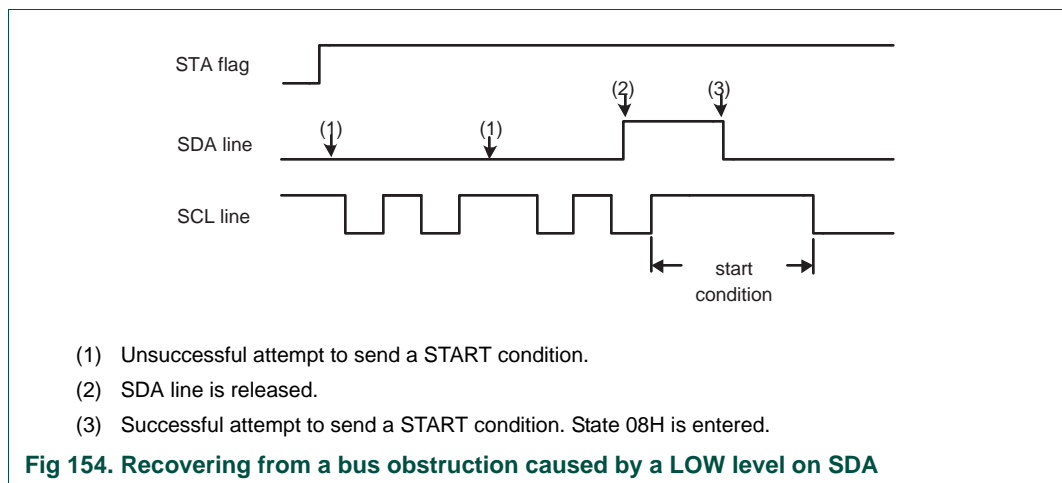 STA flag
(2) (3)
(1) (1)
SDA line
SCL line
start
condition
(1) Unsuccessful attempt to send a START condition.
(2) SDA line is released.
(3) Successful attempt to send a START condition. State 08H is entered.
Fig 154. Recovering from a bus obstruction caused by a LOW level on SDA